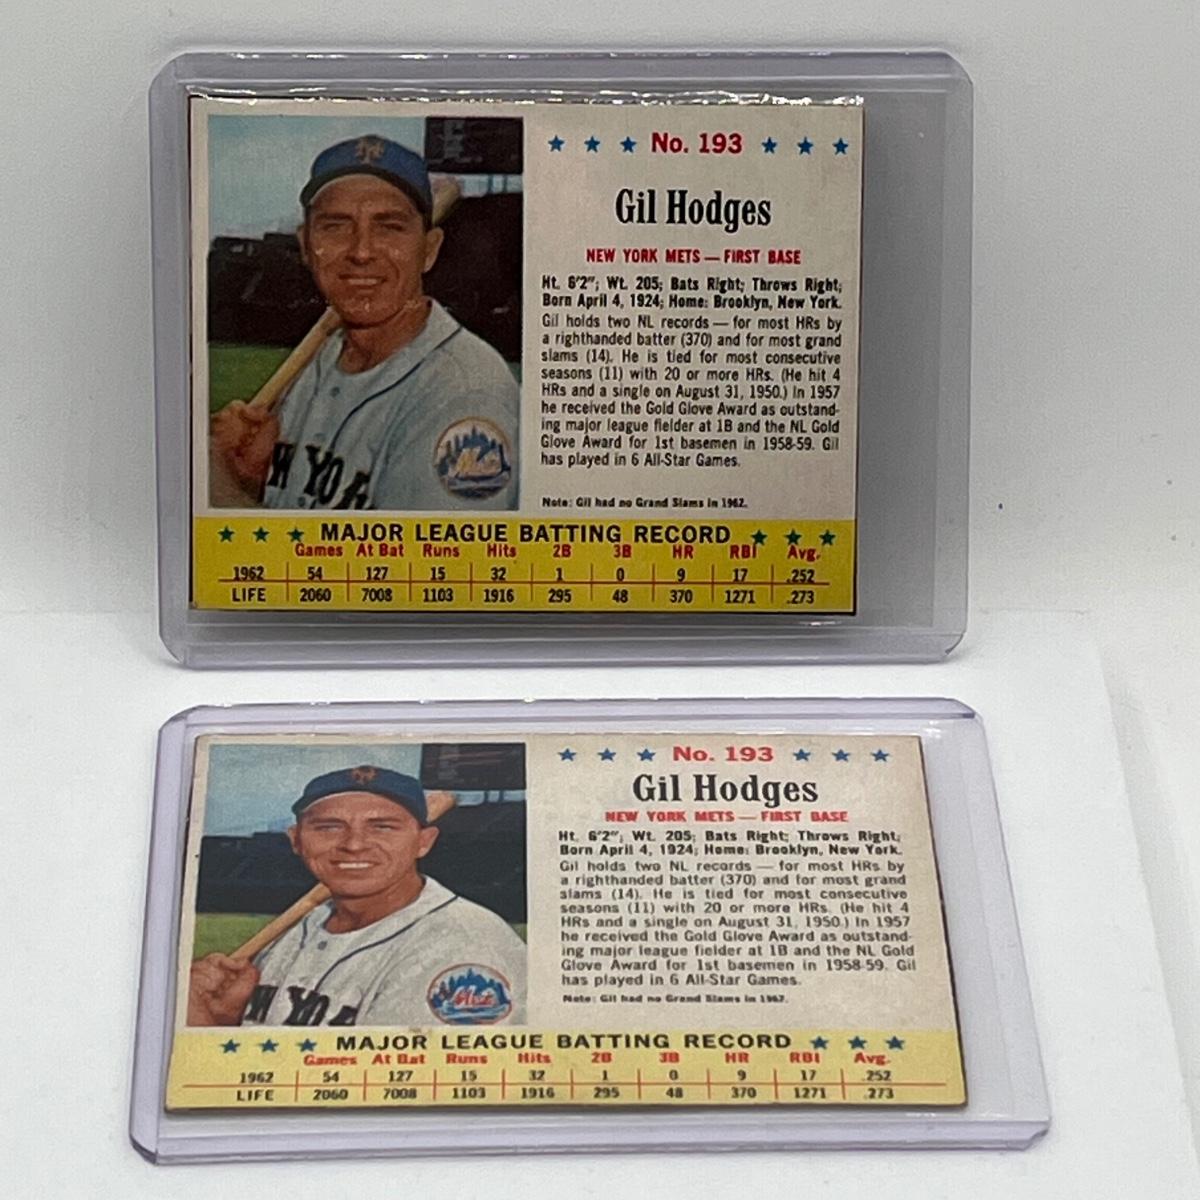 No. 193
Gil Hodges
NEW YORK METS — FIRST BASE
Ht. 6'2"; Wt. 205; Bats Right; Throws Right;
Born April 4, 1924; Home: Brooklyn, New York.
Gil holds two NL records — for most HRs by
a righthanded batter (370) and for most grand
slams (14). He is tied for most consecutive
seasons (11) with 20 or more HRs. (He hit 4
HRs and a single on August 31, 1950.) In 1957
he received the Gold Glove Award as outstand-
ing major league fielder at 1B and the NL Gold
Glove Award for 1st basemen in 1958-59. Gil
has played in 6 All-Star Games.
Note: Gil had no Grand Slams in 1962.
NY
W YOR
Mets
MAJOR LEAGUE BATTING RECORD
Games At Bat Runs Hits 2B 3B HR RBI Avg.
1962 54 127 15 32 1 0 9 17 .252
LIFE 2060 7008 1103 1916 295 48 370 1271 .273
No. 193
Gil Hodges
NEW YORK METS — FIRST BASE
Ht. 6'2"; Wt. 205; Bats Right; Throws Right;
Born April 4, 1924; Home: Brooklyn, New York.
Gil holds two NL records — for most HRs by
a righthanded batter (370) and for most grand
slams (14). He is tied for most consecutive
seasons (11) with 20 or more HRs. (He hit 4
HRs and a single on August 31, 1950.) In 1957
he received the Gold Glove Award as outstand-
ing major league fielder at 1B and the NL Gold
Glove Award for 1st basemen in 1958-59. Gil
has played in 6 All-Star Games.
Note: Gil had no Grand Slams in 1962.
NY
W YOR
Mets
MAJOR LEAGUE BATTING RECORD
Games At Bat Runs Hits 2B 3B HR RBI Avg.
1962 54 127 15 32 1 0 9 17 .252
LIFE 2060 7008 1103 1916 295 48 370 1271 .273